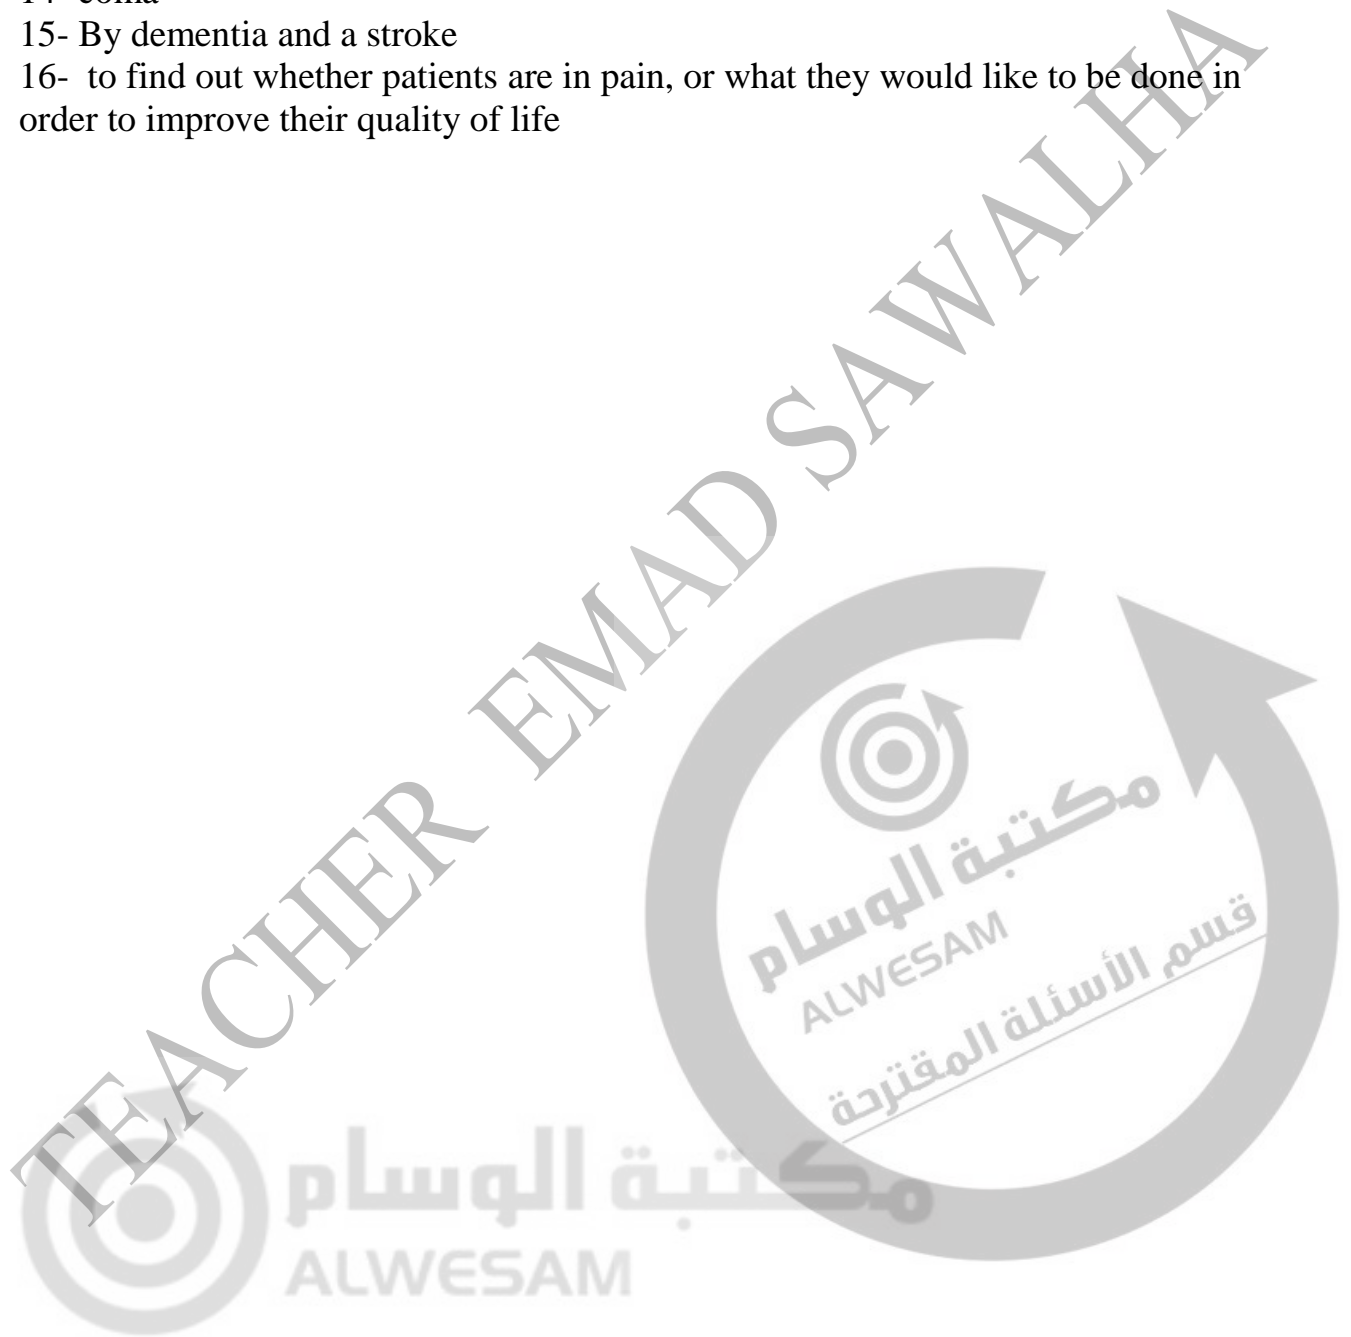 14- coma
15- By dementia and a stroke
16- to find out whether patients are in pain, or what they would like to be done in
order to improve their quality of life
TEACHER EMAD SAWALHA
مكتبة الوسام
ALWESAM
قسم الأسئلة المقترحة
مكتبة الوسام
ALWESAM